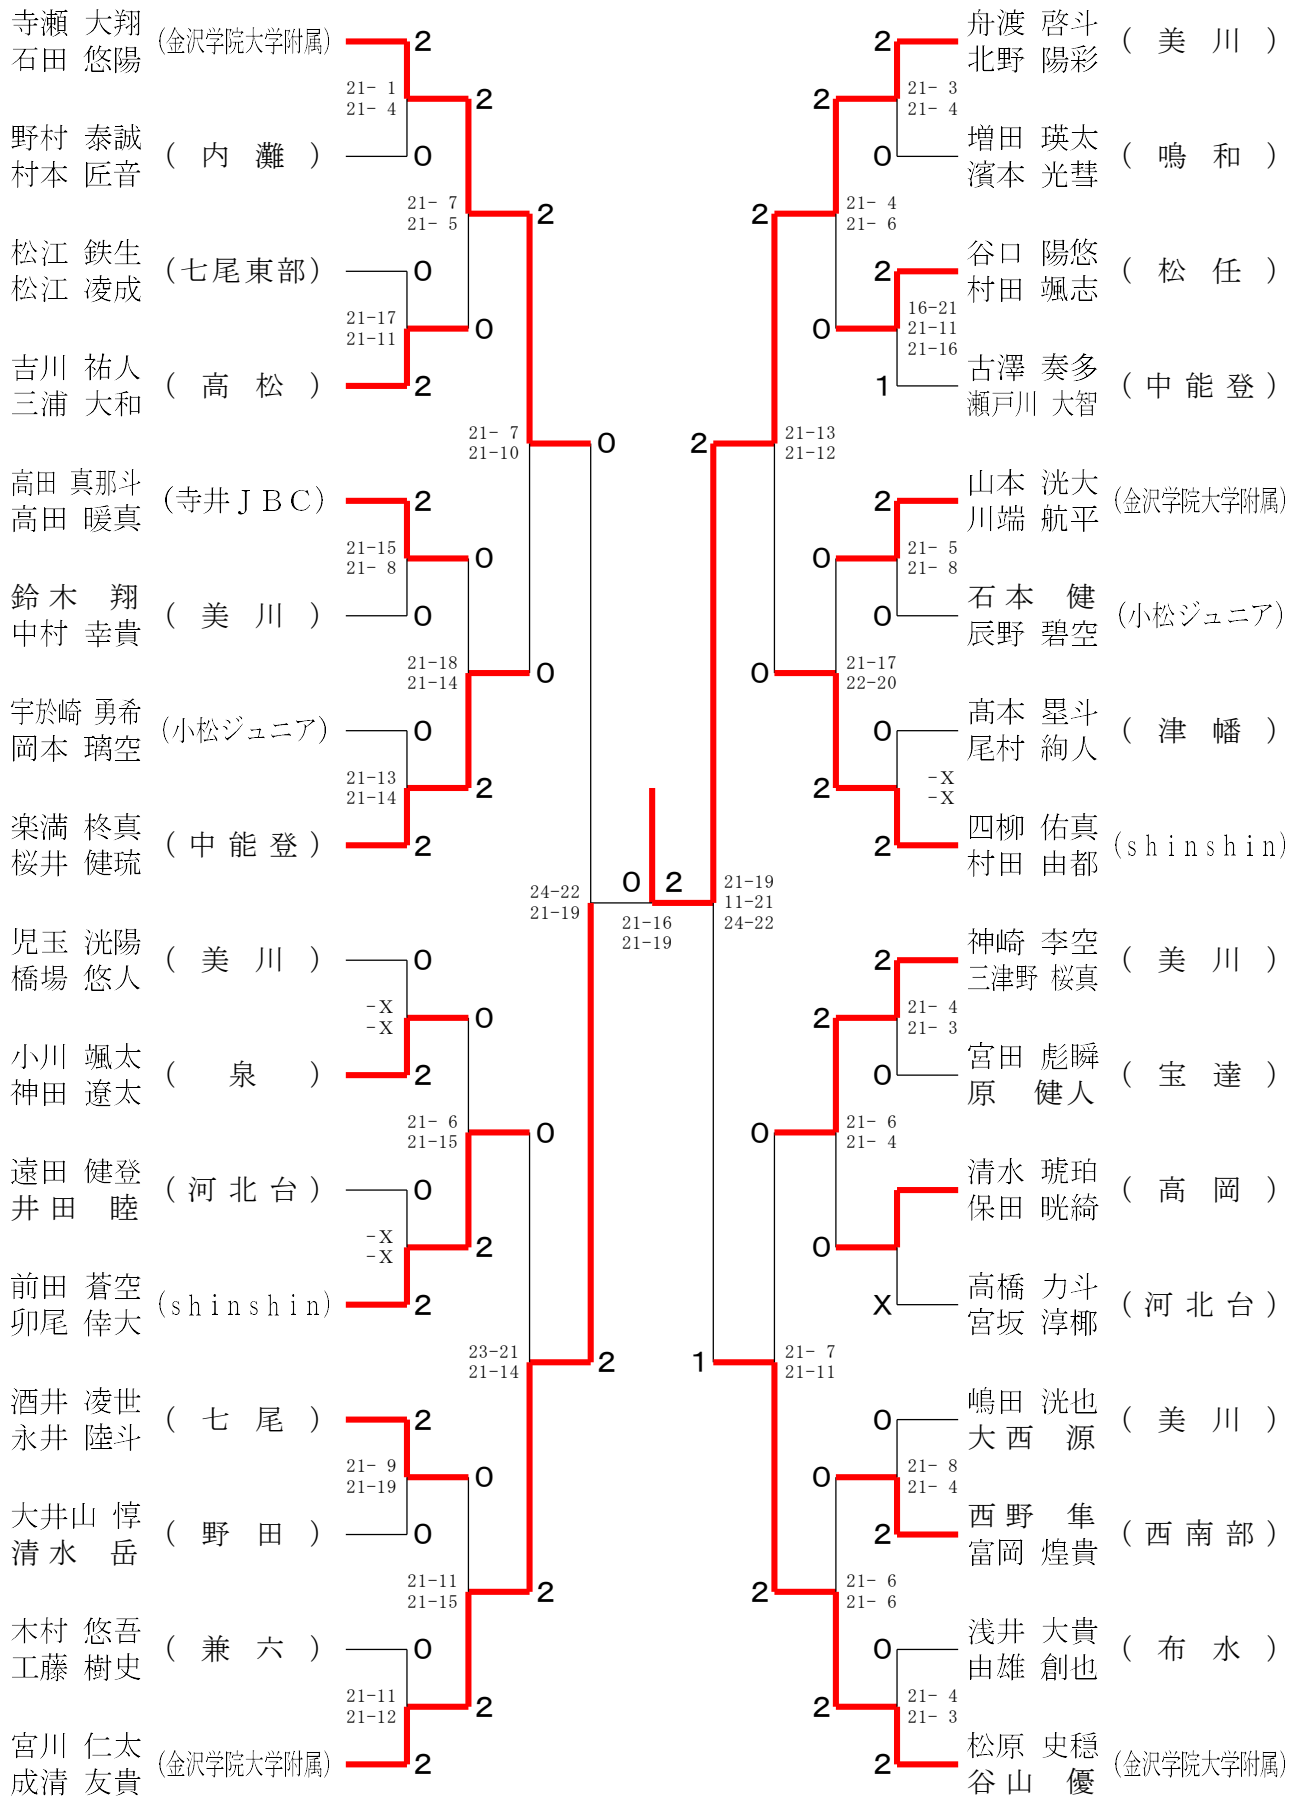 寺瀬 大翔
石田 悠陽
(金沢学院大学附属)
2
21- 1
21- 4
2
野村 泰誠
村本 匠音
( 内 灘 )
0
21- 7
21- 5
2
松江 鉄生
松江 凌成
(七尾東部)
0
21-17
21-11
0
吉川 祐人
三浦 大和
( 高 松 )
2
21- 7
21-10
0
高田 真那斗
高田 暖真
(寺井ＪＢＣ)
2
21-15
21- 8
0
鈴木 翔
中村 幸貴
( 美 川 )
0
21-18
21-14
0
宇於崎 勇希
岡本 璃空
(小松ジュニア)
0
21-13
21-14
2
楽満 柊真
桜井 健琉
( 中 能 登 )
2
24-22
21-19
児玉 洸陽
橋場 悠人
( 美 川 )
0
-X
-X
0
小川 颯太
神田 遼太
( 泉 )
2
21- 6
21-15
0
遠田 健登
井田 睦
( 河 北 台 )
0
-X
-X
2
前田 蒼空
卯尾 倖大
(ｓｈｉｎｓｈｉｎ)
2
23-21
21-14
2
酒井 凌世
永井 陸斗
( 七 尾 )
2
21- 9
21-19
0
大井山 惇
清水 岳
( 野 田 )
0
21-11
21-15
2
木村 悠吾
工藤 樹史
( 兼 六 )
0
21-11
21-12
2
宮川 仁太
成清 友貴
(金沢学院大学附属)
2
0 2
21-16
21-19
舟渡 啓斗
北野 陽彩
( 美 川 )
2
21- 3
21- 4
2
増田 瑛太
濱本 光彗
( 鳴 和 )
0
21- 4
21- 6
2
谷口 陽悠
村田 颯志
( 松 任 )
2
16-21
21-11
21-16
0
古澤 奏多
瀬戸川 大智
( 中 能 登 )
1
21-13
21-12
2
山本 洸大
川端 航平
(金沢学院大学附属)
2
21- 5
21- 8
0
石本 健
辰野 碧空
(小松ジュニア)
0
21-17
22-20
0
髙本 塁斗
尾村 絢人
( 津 幡 )
0
-X
-X
2
四柳 佑真
村田 由都
(ｓｈｉｎｓｈｉｎ)
2
21-19
11-21
24-22
神崎 李空
三津野 桜真
( 美 川 )
2
21- 4
21- 3
2
宮田 彪瞬
原 健人
( 宝 達 )
0
21- 6
21- 4
0
清水 琥珀
保田 晄綺
( 高 岡 )
0
高橋 力斗
宮坂 淳椰
( 河 北 台 )
X
21- 7
21-11
1
嶋田 洸也
大西 源
( 美 川 )
0
21- 8
21- 4
0
西野 隼
富岡 煌貴
( 西 南 部 )
2
21- 6
21- 6
2
浅井 大貴
由雄 創也
( 布 水 )
0
21- 4
21- 3
2
松原 史穏
谷山 優
(金沢学院大学附属)
2